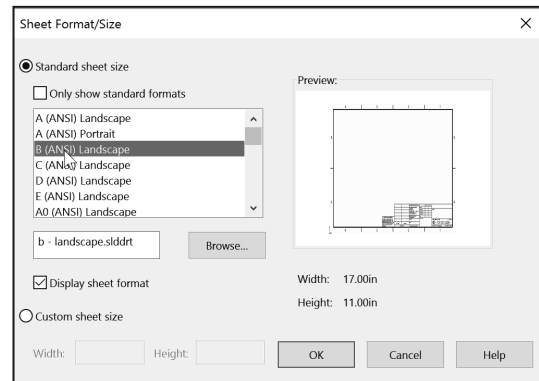 Sheet Format/Size
Standard sheet size
Only show standard formats
A (ANSI) Landscape
A (ANSI) Portrait
B (ANSI) Landscape
C (ANSI) Landscape
D (ANSI) Landscape
E (ANSI) Landscape
A0 (ANSI) Landscape
b - landscape.slddrt
Browse...
Display sheet format
Custom sheet size
Width:
Height:
Preview:
Width: 17.00in
Height: 11.00in
OK
Cancel
Help